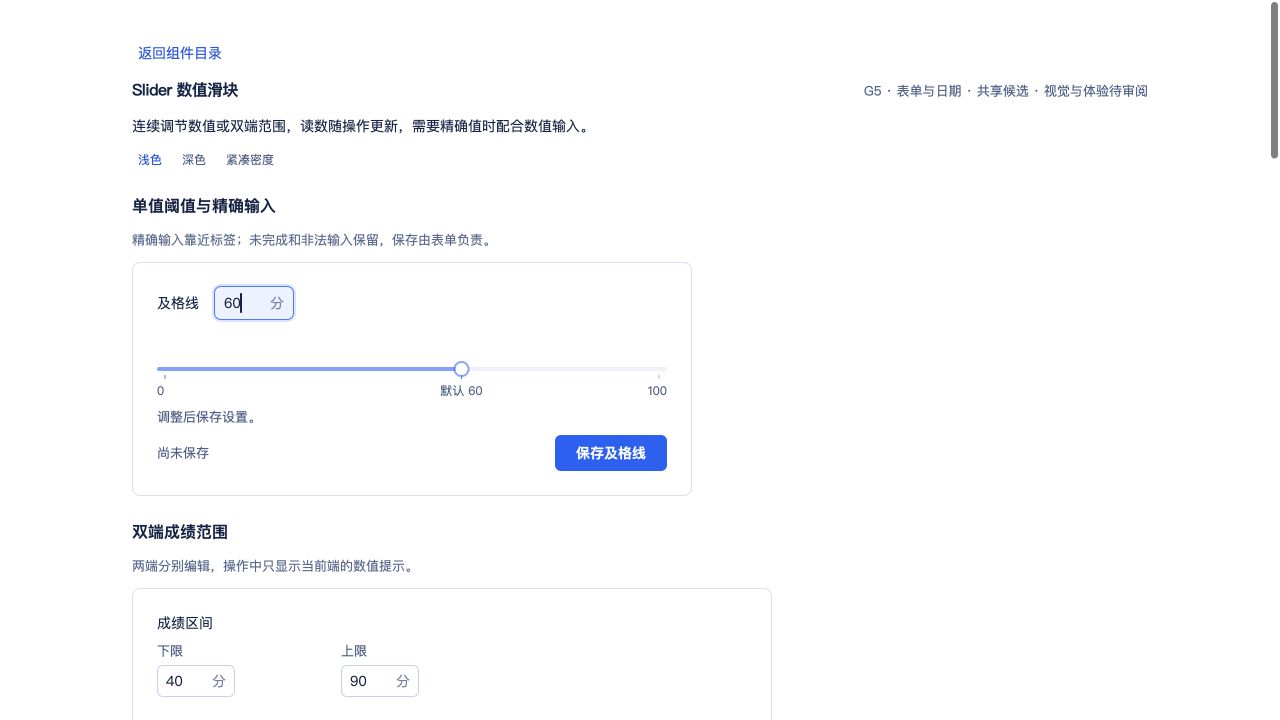 返回组件目录
Slider 数值滑块
G5 · 表单与日期 · 共享候选 · 视觉与体验待审阅
连续调节数值或双端范围，读数随操作更新，需要精确值时配合数值输入。
浅色 深色 紧凑密度
单值阈值与精确输入
精确输入靠近标签；未完成和非法输入保留，保存由表单负责。
及格线 60 分
0 默认 60 100
调整后保存设置。
尚未保存 保存及格线
双端成绩范围
两端分别编辑，操作中只显示当前端的数值提示。
成绩区间
下限 上限
40 分 90 分